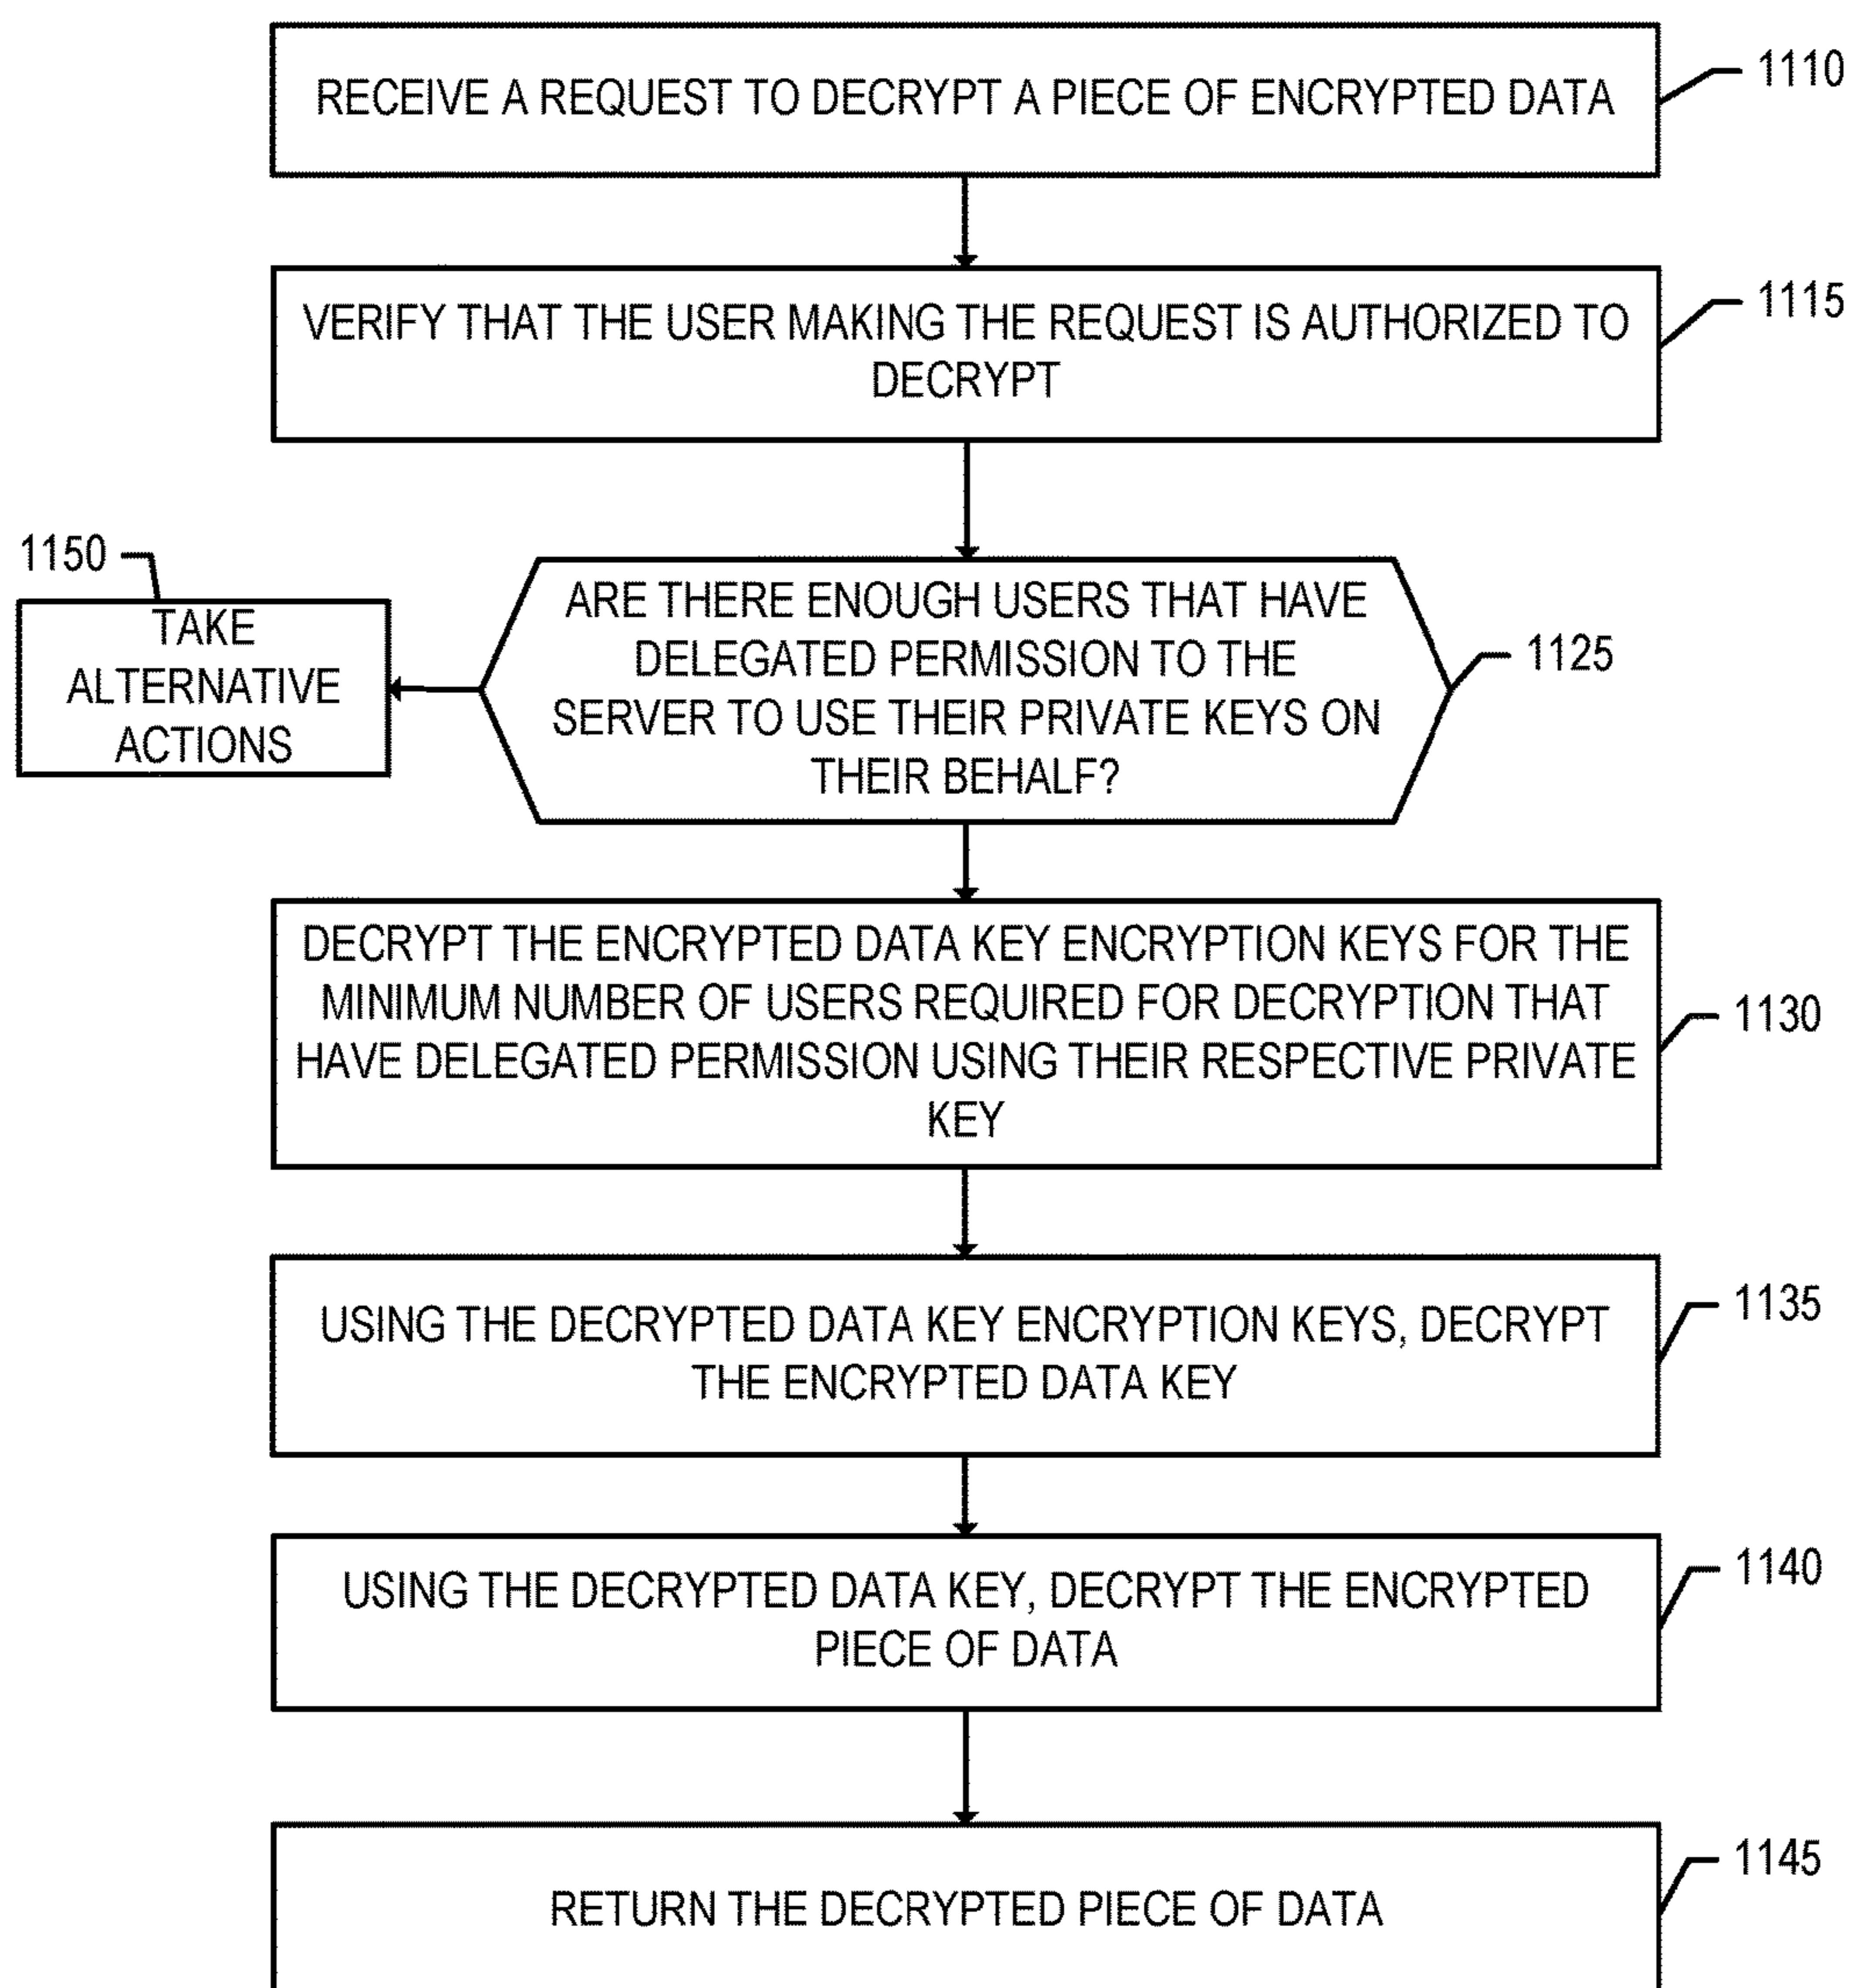 RECEIVE A REQUEST TO DECRYPT A PIECE OF ENCRYPTED DATA
1110
VERIFY THAT THE USER MAKING THE REQUEST IS AUTHORIZED TO
DECRYPT
1115
1150
TAKE
ALTERNATIVE
ACTIONS
ARE THERE ENOUGH USERS THAT HAVE
DELEGATED PERMISSION TO THE
SERVER TO USE THEIR PRIVATE KEYS ON
THEIR BEHALF?
1125
DECRYPT THE ENCRYPTED DATA KEY ENCRYPTION KEYS FOR THE
MINIMUM NUMBER OF USERS REQUIRED FOR DECRYPTION THAT
HAVE DELEGATED PERMISSION USING THEIR RESPECTIVE PRIVATE
KEY
1130
USING THE DECRYPTED DATA KEY ENCRYPTION KEYS, DECRYPT
THE ENCRYPTED DATA KEY
1135
USING THE DECRYPTED DATA KEY, DECRYPT THE ENCRYPTED
PIECE OF DATA
1140
RETURN THE DECRYPTED PIECE OF DATA
1145